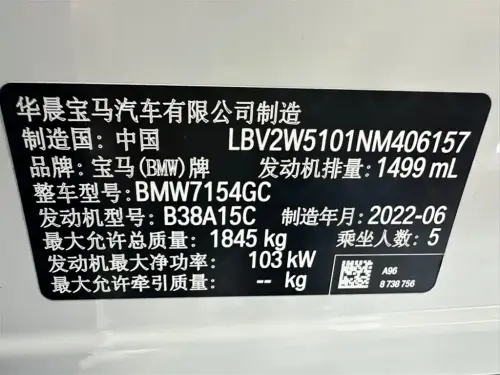 华晨宝马汽车有限公司制造
制造国: 中国 LBV2W5101NM406157
品牌: 宝马(BMW)牌 发动机排量: 1499 mL
整车型号: BMW7154GC
发动机型号: B38A15C 制造年月: 2022-06
最大允许总质量: 1845 kg 乘坐人数: 5
发动机最大净功率: 103 kW
最大允许牵引质量: -- kg
A96
8 738 756